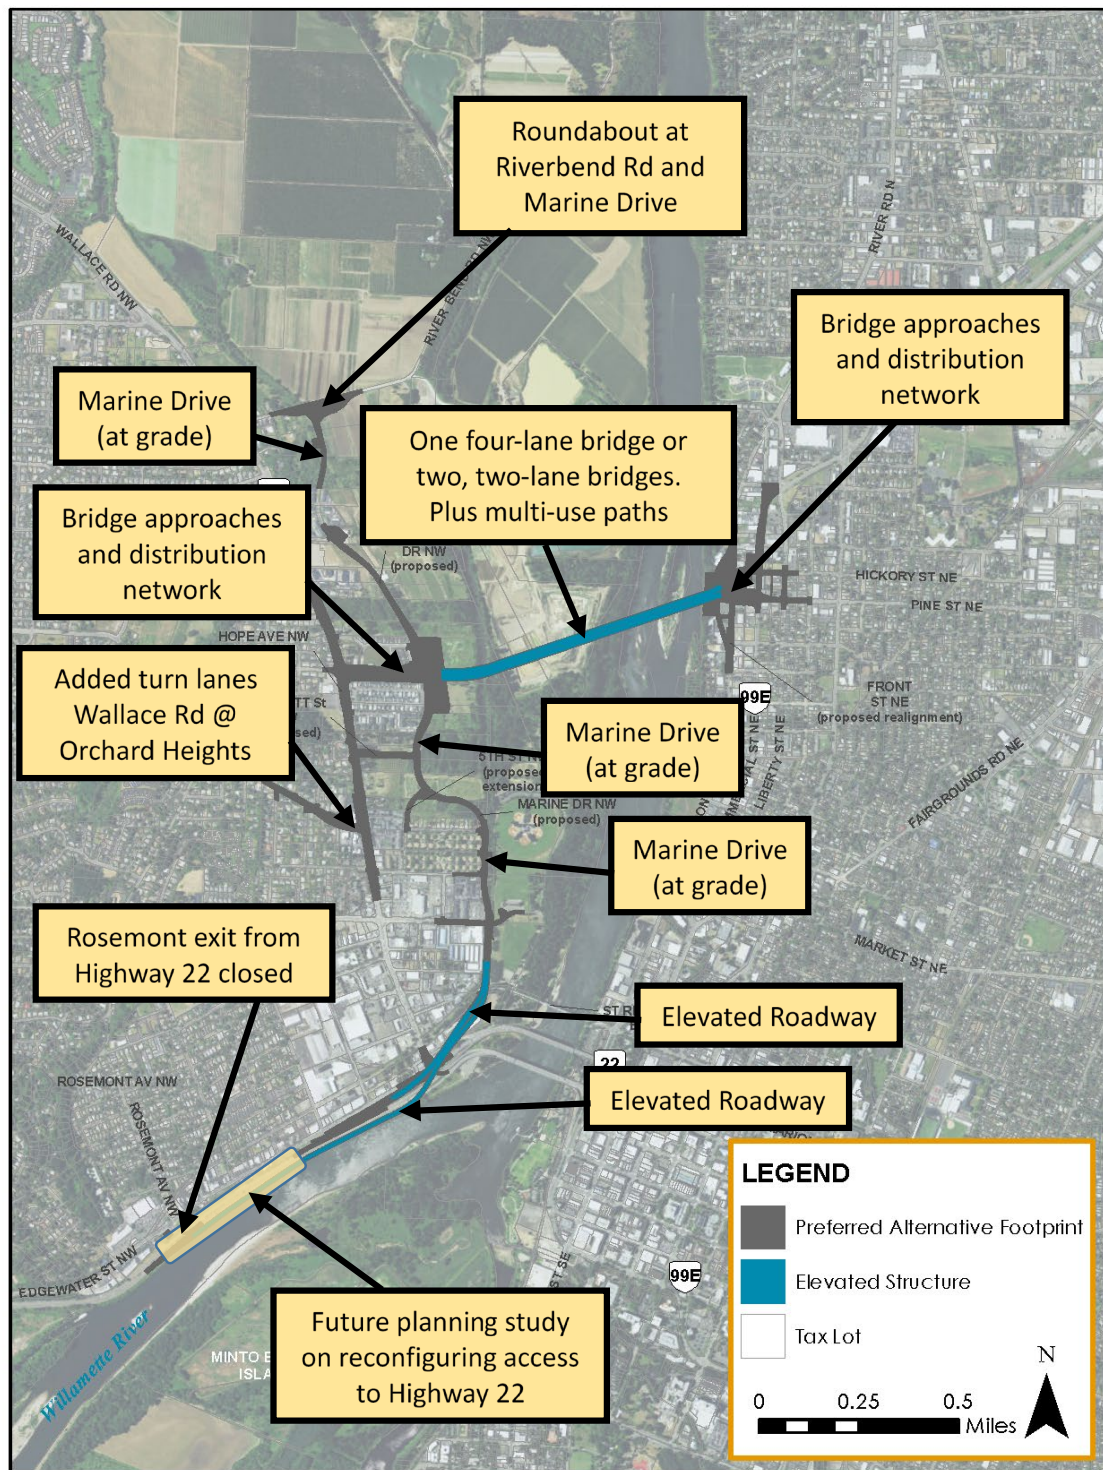 Roundabout at
Riverbend Rd and
Marine Drive
RIVER RD N
WALLACE RD NW
RIVER BEND RD NW
Bridge approaches
and distribution
network
Marine Drive
(at grade)
One four-lane bridge or
two, two-lane bridges.
Plus multi-use paths
Bridge approaches
and distribution
network
DR NW
(proposed)
HICKORY ST NE
PINE ST NE
HOPE AVE NW
Added turn lanes
Wallace Rd @
Orchard Heights
FRONT
ST NE
(proposed realignment)
99E
Marine Drive
(at grade)
5TH ST
(proposed
extension
LIBERTY ST NE
FAIRGROUNDS RD NE
MARINE DR NW
(proposed)
Marine Drive
(at grade)
Rosemont exit from
Highway 22 closed
MARKET ST NE
Elevated Roadway
22
ROSEMONT AV NW
Elevated Roadway
ROSEMONT AV NW
EDGEWATER ST NW
ST SE
99E
Willamette River
MINTO
Future planning study
on reconfiguring access
to Highway 22
LEGEND
Preferred Alternative Footprint
Elevated Structure
Tax Lot
N
0 0.25 0.5
Miles